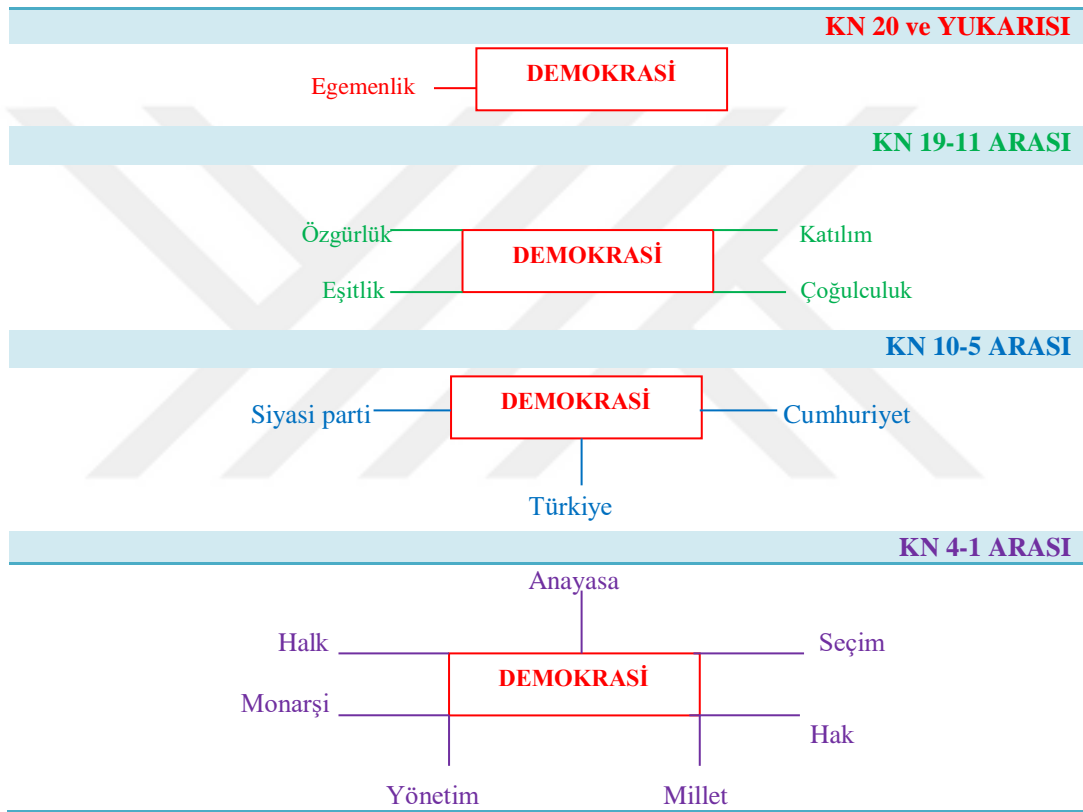 KN 20 ve YUKARISI
DEMOKRASİ
Egemenlik
KN 19-11 ARASI
Özgürlük
Katılım
DEMOKRASİ
Eşitlik
Çoğulculuk
KN 10-5 ARASI
DEMOKRASİ
Siyasi parti
Cumhuriyet
Türkiye
KN 4-1 ARASI
Anayasa
Halk
Seçim
DEMOKRASİ
Monarşi
Hak
Yönetim
Millet